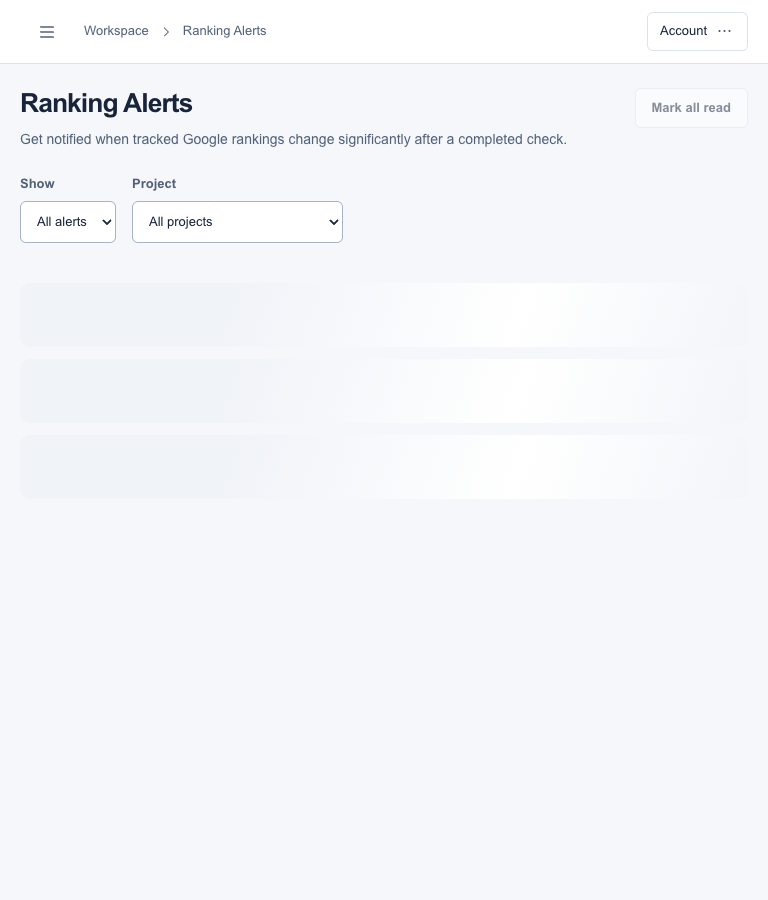 Workspace
Ranking Alerts
Account ···
Ranking Alerts
Mark all read
Get notified when tracked Google rankings change significantly after a completed check.
Show
Project
All alerts
All projects